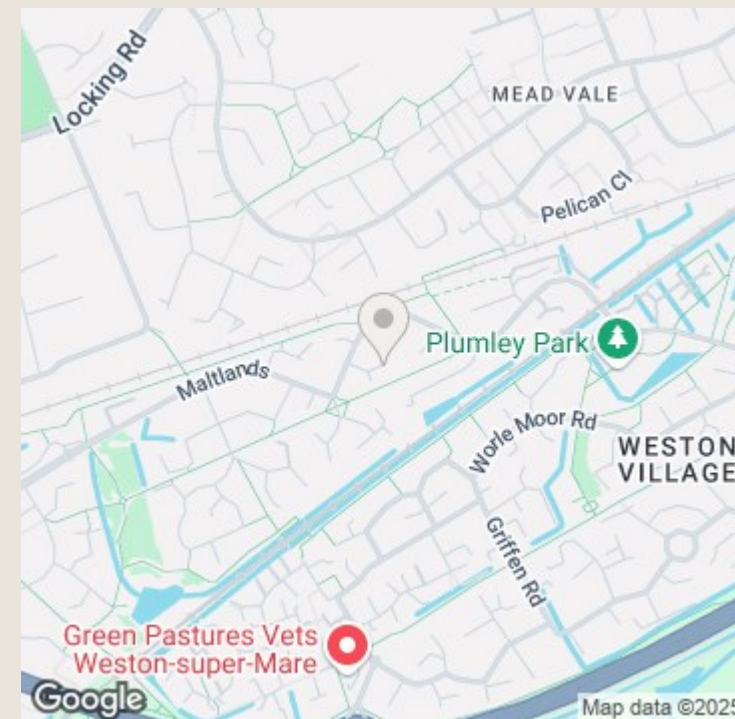 Locking Rd
MEAD VALE
Pelican Cl
Plumley Park
Maltlands
Worle Moor Rd
WESTON
VILLAGE
Griffen Rd
Green Pastures Vets
Weston-super-Mare
Google
Map data ©2025